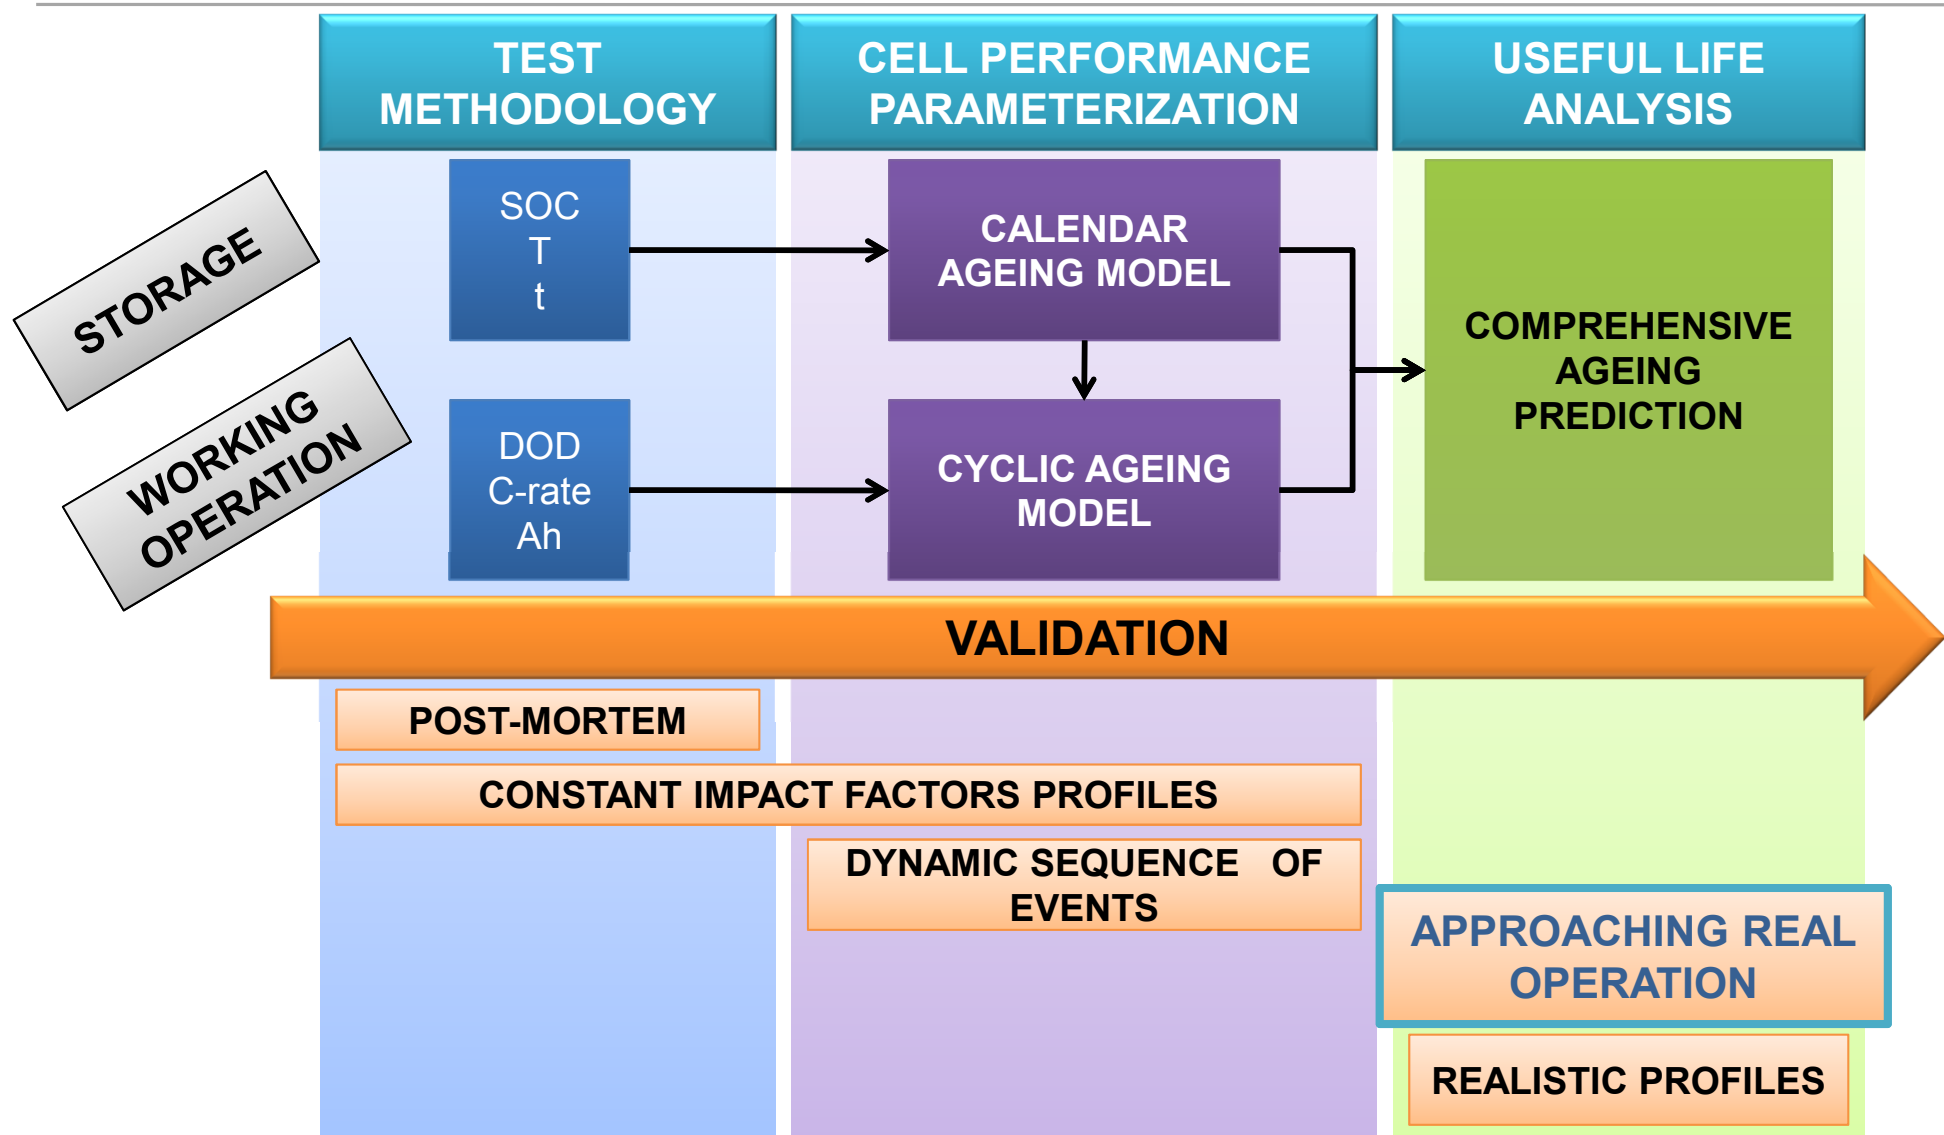 TEST
METHODOLOGY
CELL PERFORMANCE
PARAMETERIZATION
USEFUL LIFE
ANALYSIS
STORAGE
SOC
T
t
CALENDAR
AGEING MODEL
COMPREHENSIVE
AGEING
PREDICTION
WORKING
OPERATION
DOD
C-rate
Ah
CYCLIC AGEING
MODEL
VALIDATION
POST-MORTEM
CONSTANT IMPACT FACTORS PROFILES
DYNAMIC SEQUENCE OF
EVENTS
APPROACHING REAL
OPERATION
REALISTIC PROFILES